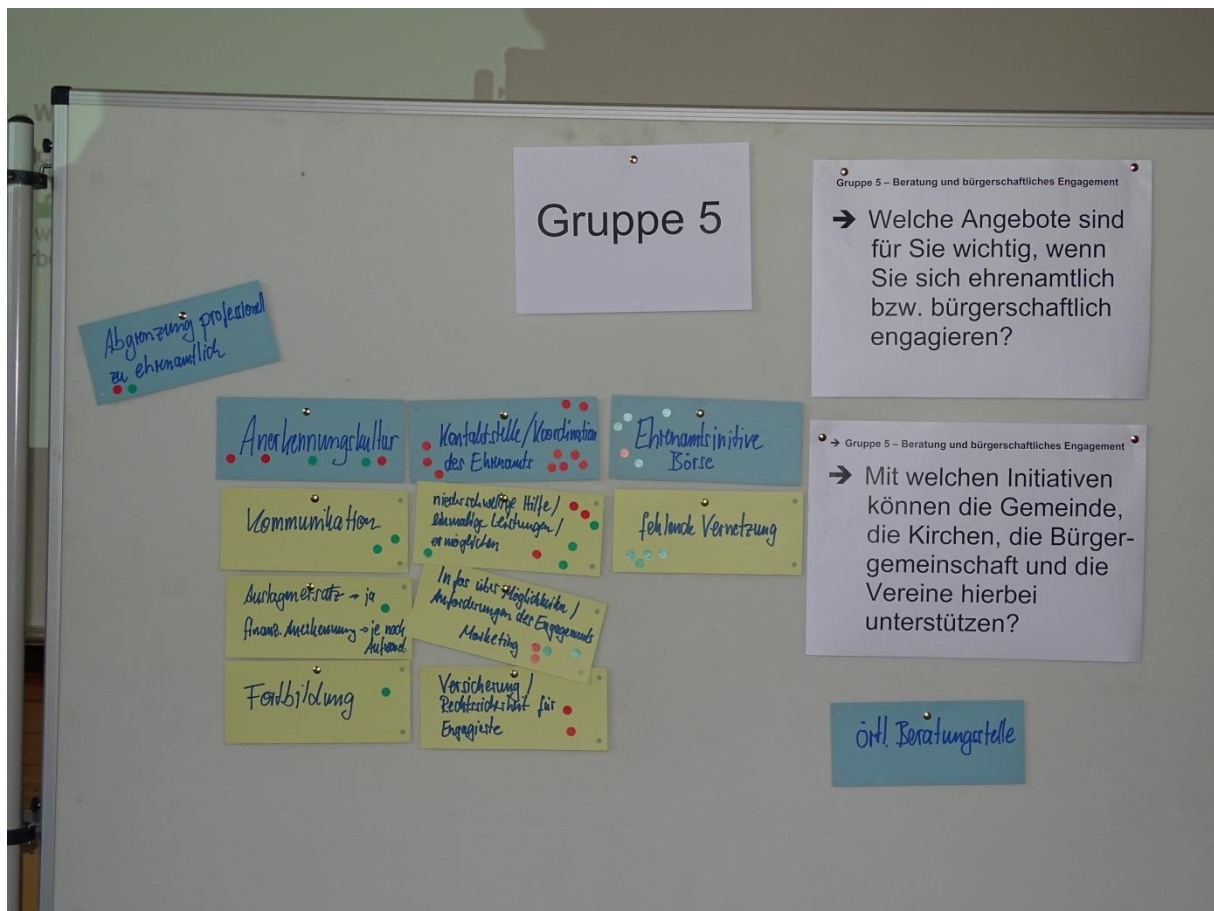 Gruppe 5
Gruppe 5 – Beratung und bürgerschaftliches Engagement
➔ Welche Angebote sind
für Sie wichtig, wenn
Sie sich ehrenamtlich
bzw. bürgerschaftlich
engagieren?
Abgrenzung professionell
zu ehrenamtlich
Anerkennungskultur
Kommunikation
Auslagenersatz → ja
finanz. Anerkennung → je nach
Aufwand
Fortbildung
Kontaktstelle/Koordination
des Ehrenamts
niederschwellige Hilfe/
einmalige Leistungen/
ermöglichen
Infos über Möglichkeiten/
Anforderungen des Engagements
Marketing
Versicherung/
Rechtssicherheit für
Engagierte
Ehrenamtsinitive
Börse
fehlende Vernetzung
➔ Gruppe 5 – Beratung und bürgerschaftliches Engagement
➔ Mit welchen Initiativen
können die Gemeinde,
die Kirchen, die Bürger-
gemeinschaft und die
Vereine hierbei
unterstützen?
örtl. Beratungsstelle